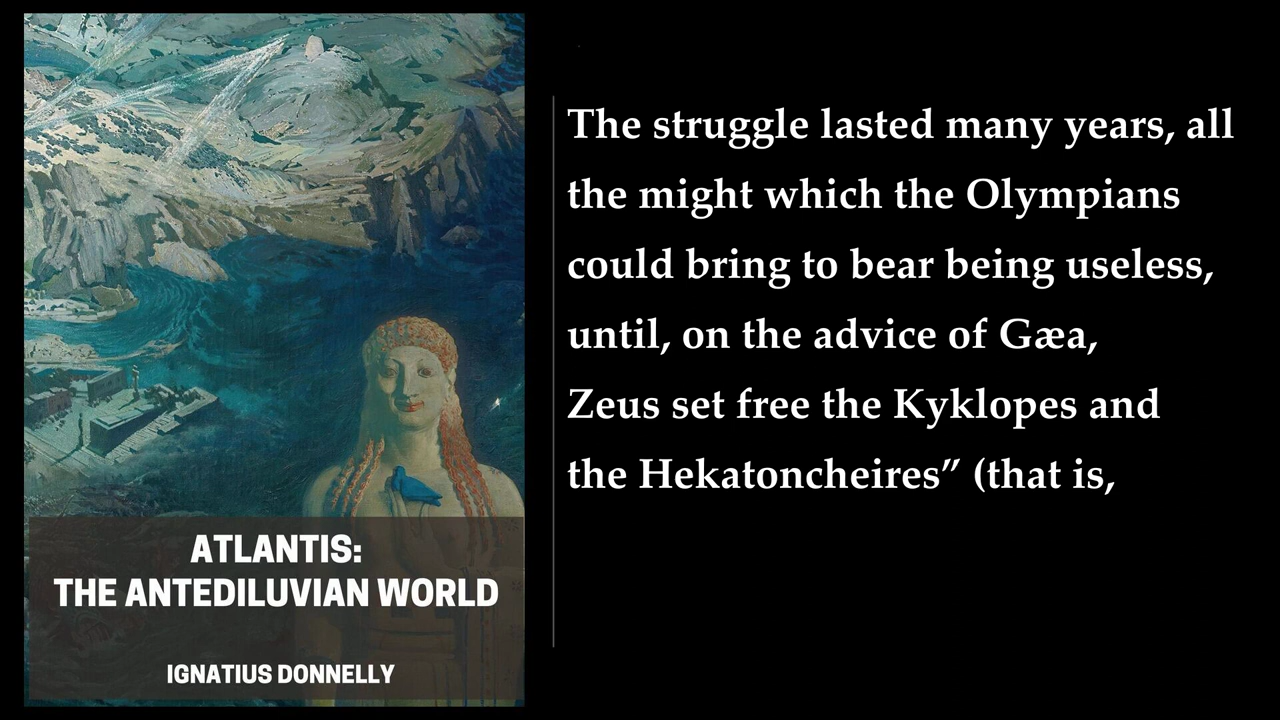 ATLANTIS:
THE ANTEDILUVIAN WORLD
IGNATIUS DONNELLY
The struggle lasted many years, all
the might which the Olympians
could bring to bear being useless,
until, on the advice of Gæa,
Zeus set free the Kyklopes and
the Hekatoncheires” (that is,